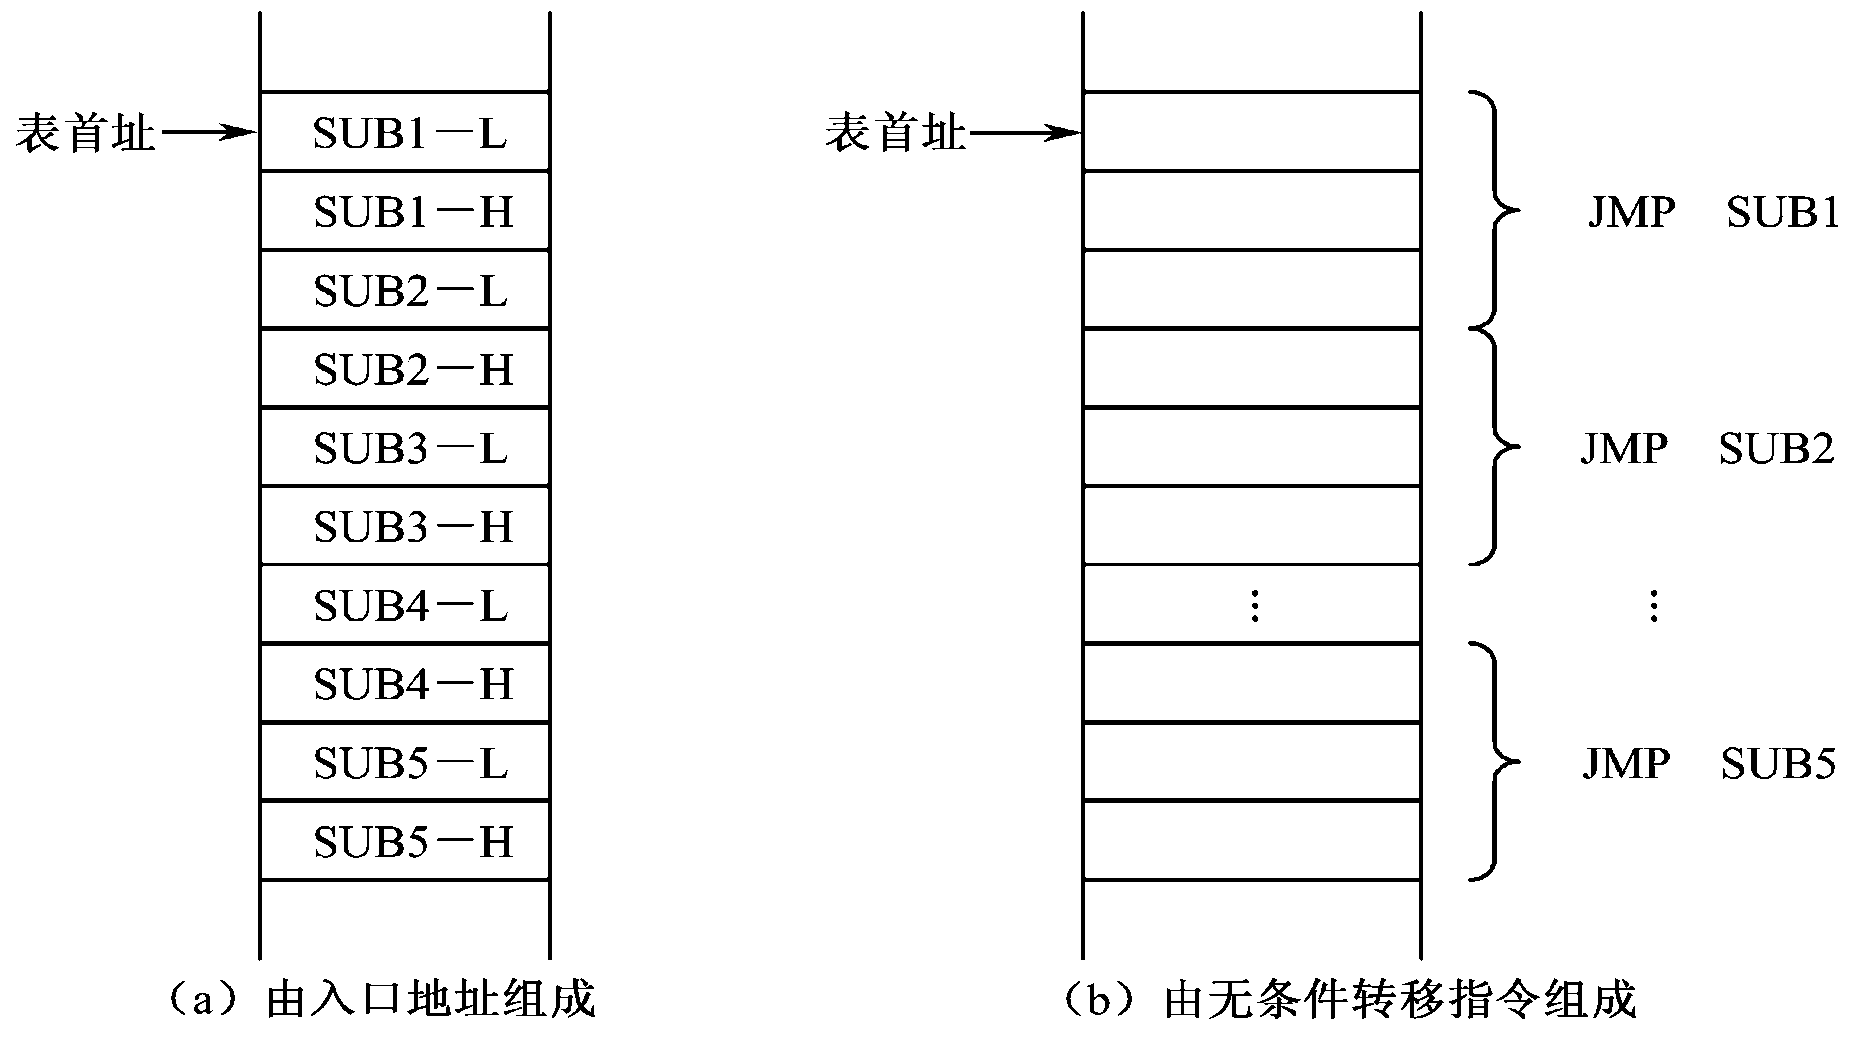 表首址
SUB1－L
SUB1－H
SUB2－L
SUB2－H
SUB3－L
SUB3－H
SUB4－L
SUB4－H
SUB5－L
SUB5－H
（a）由入口地址组成
表首址
JMP SUB1
JMP SUB2
⋮ ⋮
JMP SUB5
（b）由无条件转移指令组成